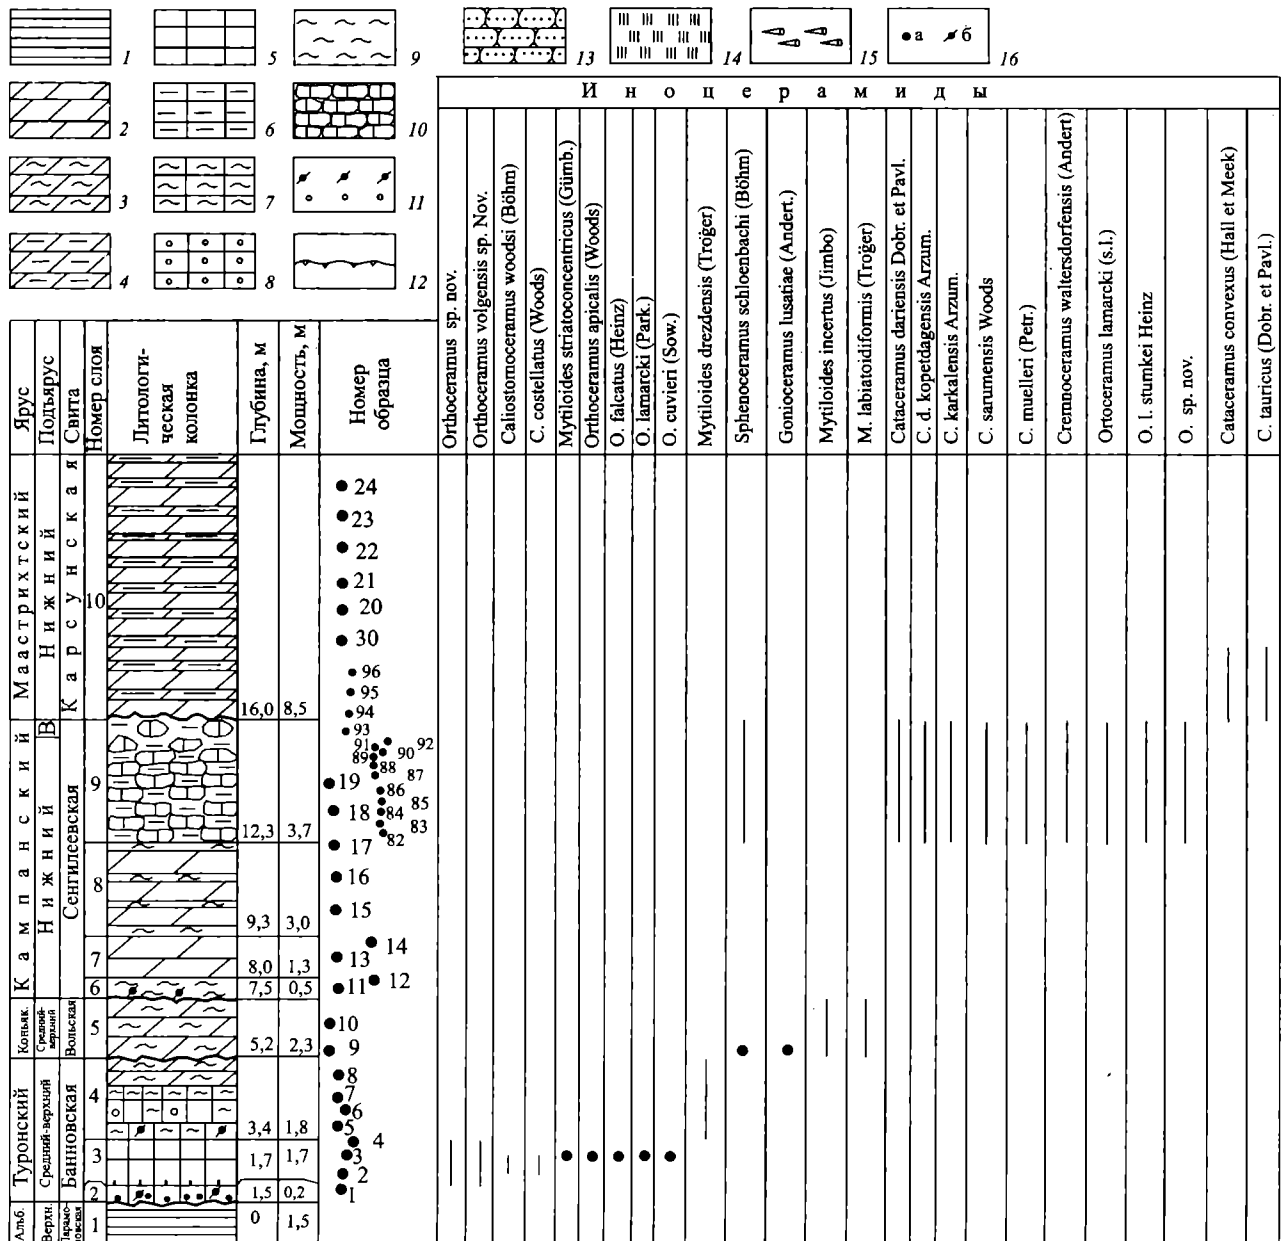 1
5
9
13
14
15
● а ● б
16
2
6
10
3
7
11
4
8
12
Иноцерамиды
Ярус
Подъярус
Свита
Номер слоя
Литологи-
ческая
колонка
Глубина, м
Мощность, м
Номер
образца
Orthoceramus sp. nov.
Orthoceramus volgensis sp. Nov.
Caliostomoceramus woodsi (Böhm)
C. costellatus (Woods)
Mytiloides striatoconcentricus (Gümb.)
Orthoceramus apicalis (Woods)
O. falcatus (Heinz)
O. lamarcki (Park.)
O. cuvieri (Sow.)
Mytiloides drezdensis (Tröger)
Sphenoceramus schloenbachi (Böhm)
Gonioceramus lusatiae (Andert.)
Mytiloides incertus (Jimbo)
M. labiatoidiformis (Tröger)
Cataceramus dariensis Dobr. et Pavl.
C. d. kopetdagensis Arzum.
C. karkalensis Arzum.
C. sarumensis Woods
C. muelleri (Petr.)
Cremnoceramus waltersdorfensis (Andert)
Ortoceramus lamarcki (s.l.)
O. l. stumkei Heinz
O. sp. nov.
Cataceramus convexus (Hall et Meek)
C. tauricus (Dobr. et Pavl.)
Маастрихтский
Нижний
Карсунская
10
16,0 8,5
24
23
22
21
20
30
96
95
94
Кампанский
В
Нижний
Сенгилеевская
9
12,3 3,7
93
92
91
90
89
88
87
19
86
85
18
84
83
82
17
8
9,3 3,0
16
15
7
8,0 1,3
14
13
6
7,5 0,5
12
11
Коньяк.
Средний-
верхний
Вольская
5
5,2 2,3
10
9
Туронский
Средний-верхний
Банновская
4
3,4 1,8
8
7
6
5
3
1,7 1,7
4
3
2
2
1,5 0,2
1
Альб.
Верхн.
Парамо-
новская
1
0 1,5